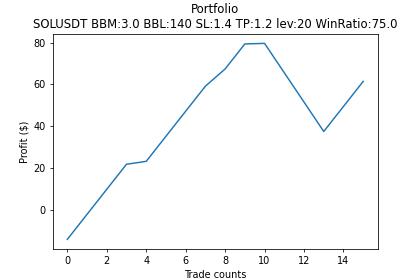 Portfolio
SOLUSDT BBM:3.0 BBL:140 SL:1.4 TP:1.2 lev:20 WinRatio:75.0
80
60
40
20
0
Profit ($)
0 2 4 6 8 10 12 14
Trade counts